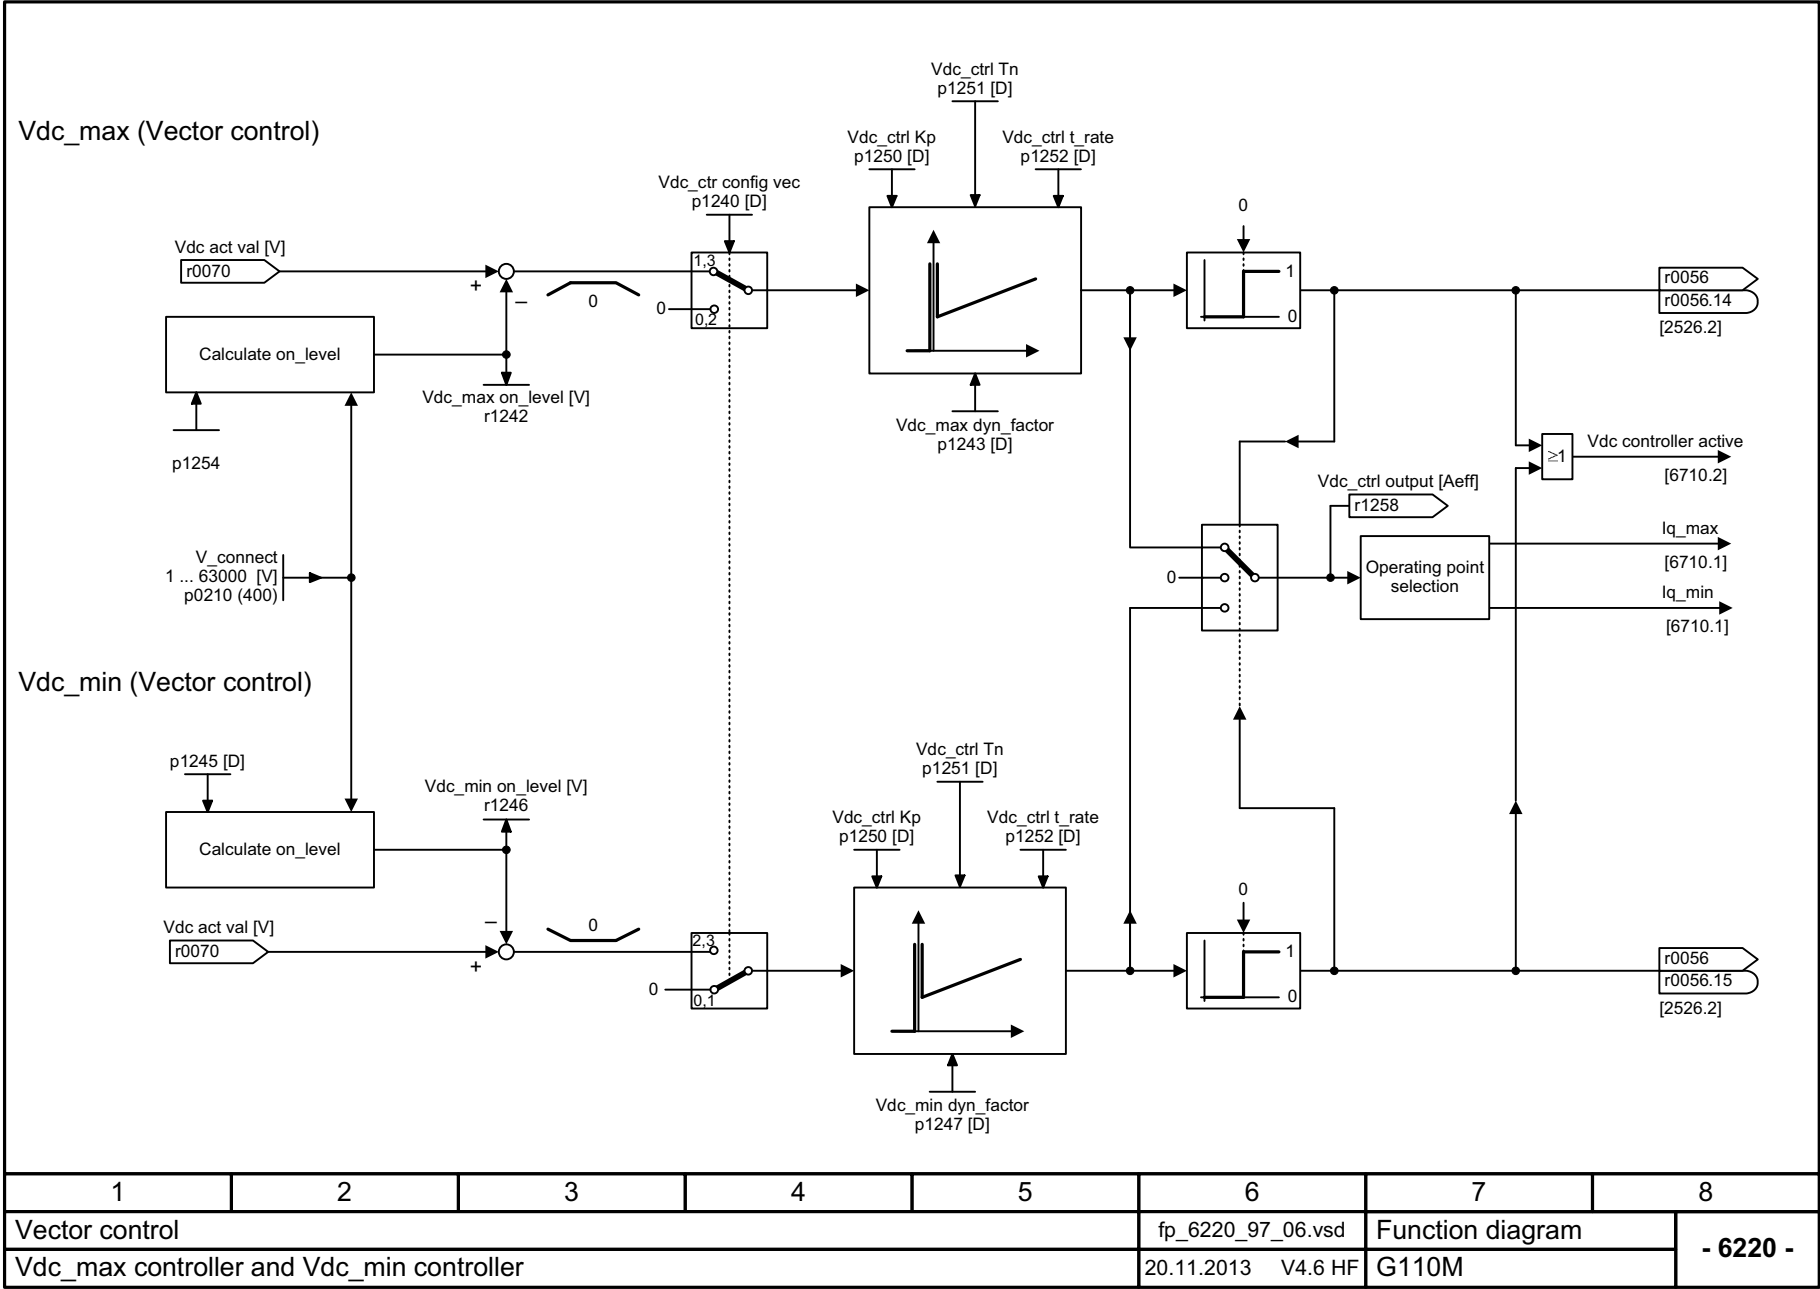 Vdc_max (Vector control)
Vdc_ctrl Tn
p1251 [D]
Vdc_ctrl Kp
p1250 [D]
Vdc_ctrl t_rate
p1252 [D]
Vdc_ctr config vec
p1240 [D]
0
Vdc act val [V]
r0070
+
–
0
1,3
0
0,2
1
0
r0056
r0056.14
[2526.2]
Calculate on_level
Vdc_max on_level [V]
r1242
p1254
Vdc_max dyn_factor
p1243 [D]
≥1
Vdc controller active
[6710.2]
Vdc_ctrl output [Aeff]
r1258
V_connect
1 ... 63000 [V]
p0210 (400)
0
Operating point
selection
Iq_max
[6710.1]
Iq_min
[6710.1]
Vdc_min (Vector control)
p1245 [D]
Vdc_min on_level [V]
r1246
Calculate on_level
Vdc_ctrl Tn
p1251 [D]
Vdc_ctrl Kp
p1250 [D]
Vdc_ctrl t_rate
p1252 [D]
0
Vdc act val [V]
r0070
–
+
0
2,3
0
0,1
1
0
r0056
r0056.15
[2526.2]
Vdc_min dyn_factor
p1247 [D]
1 2 3 4 5 6 7 8
Vector control
fp_6220_97_06.vsd
Function diagram
- 6220 -
Vdc_max controller and Vdc_min controller
20.11.2013 V4.6 HF
G110M